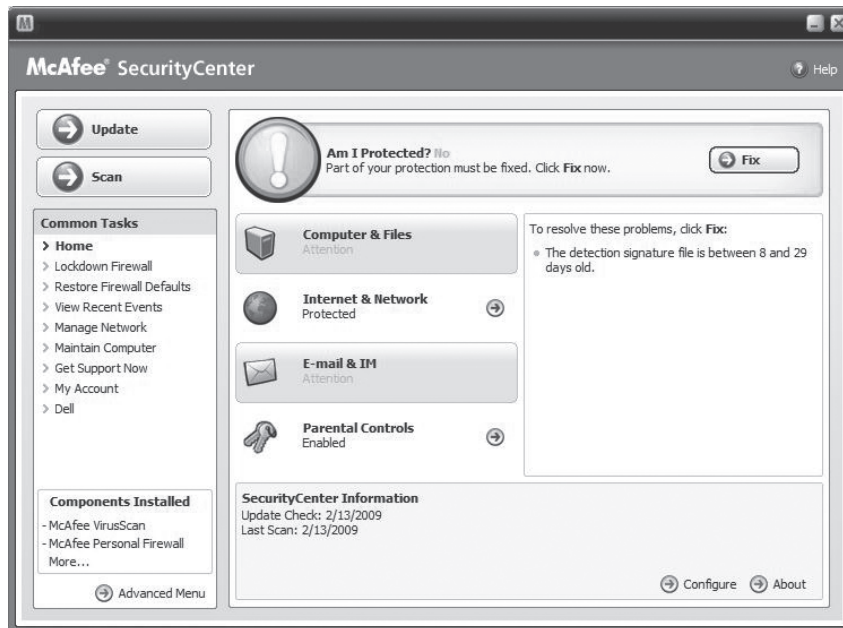 M
McAfee® SecurityCenter
? Help
Update
Scan
Common Tasks
> Home
> Lockdown Firewall
> Restore Firewall Defaults
> View Recent Events
> Manage Network
> Maintain Computer
> Get Support Now
> My Account
> Dell
Components Installed
- McAfee VirusScan
- McAfee Personal Firewall
More...
Advanced Menu
Am I Protected? No
Part of your protection must be fixed. Click Fix now.
Fix
Computer & Files
Attention
Internet & Network
Protected
E-mail & IM
Attention
Parental Controls
Enabled
To resolve these problems, click Fix:
• The detection signature file is between 8 and 29
days old.
SecurityCenter Information
Update Check: 2/13/2009
Last Scan: 2/13/2009
Configure
About